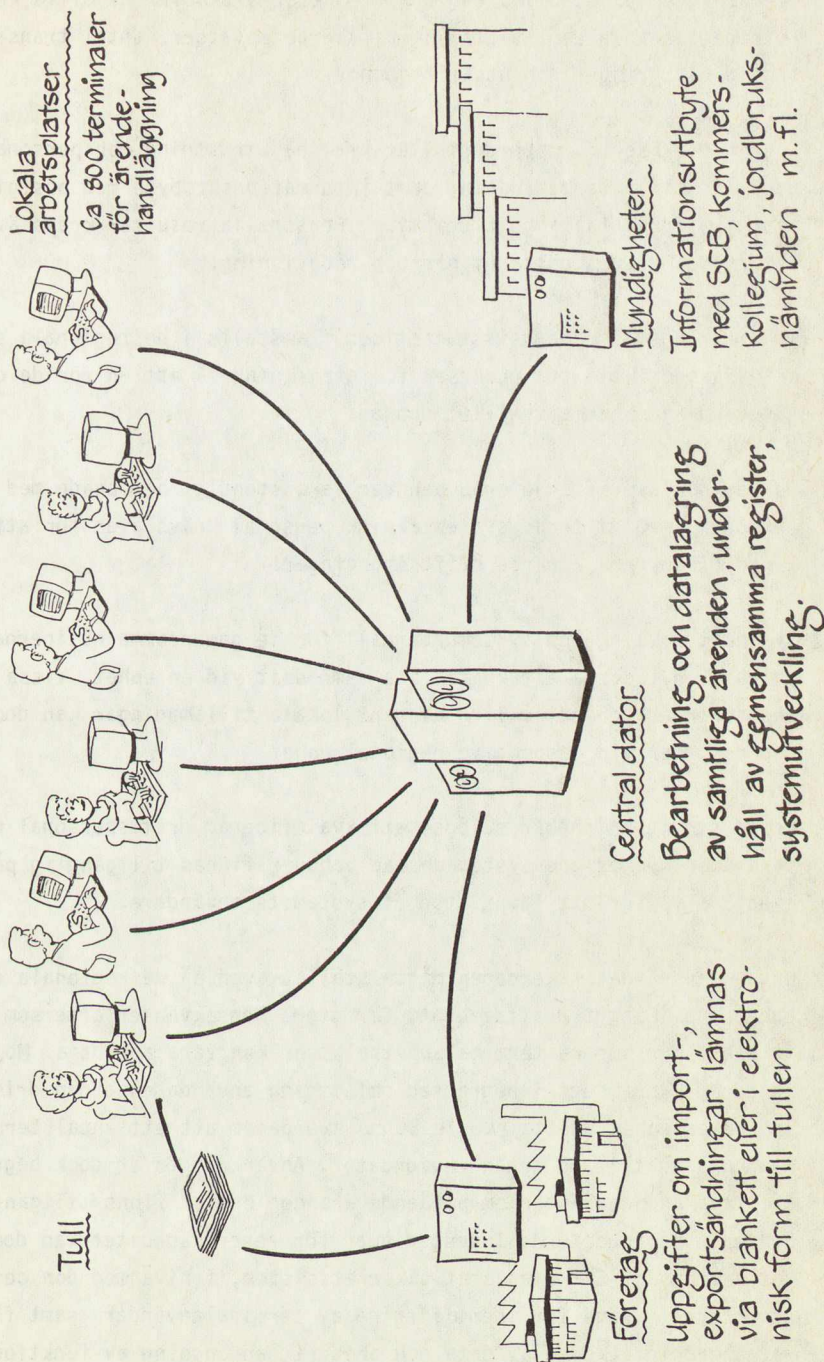 Tull
Lokala
arbetsplatser
Ca 800 terminaler
för ärende-
handläggning
Företag
Uppgifter om import-,
exportsändningar lämnas
via blankett eller i elektro-
nisk form till tullen.
Central dator
Bearbetning och datalagring
av samtliga ärenden, under-
håll av gemensamma register,
systemutveckling.
Myndigheter
Informationsutbyte
med SCB, kommers-
kollegium, jordbruks-
nämnden m.fl.